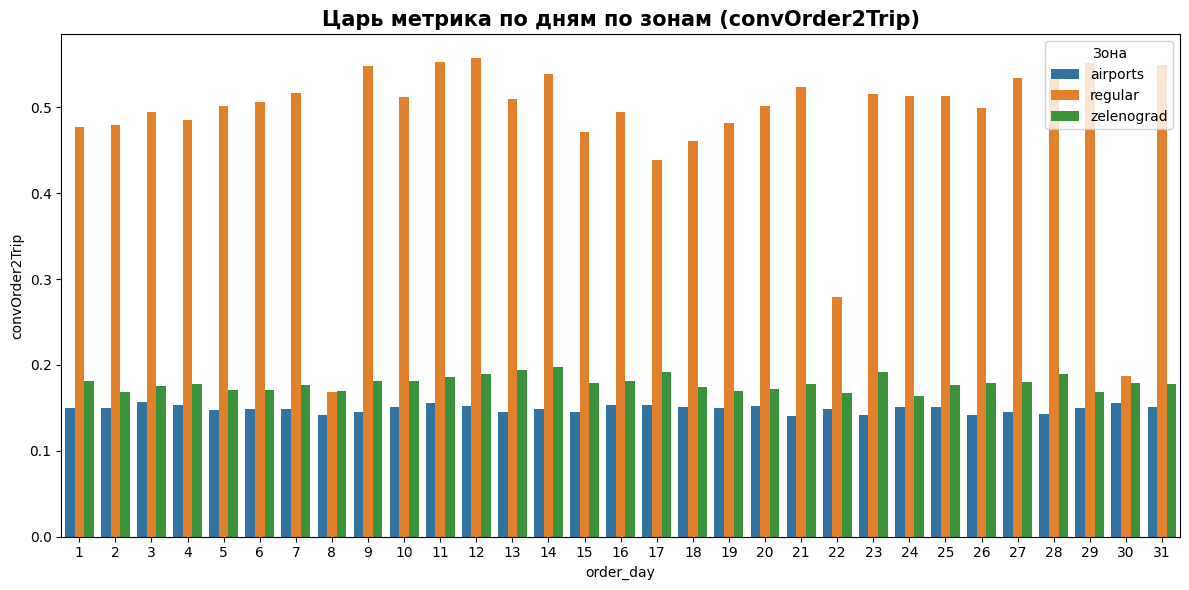 Царь метрика по дням по зонам (convOrder2Trip)
Зона
airports
regular
zelenograd
convOrder2Trip
0.5
0.4
0.3
0.2
0.1
0.0
1 2 3 4 5 6 7 8 9 10 11 12 13 14 15 16 17 18 19 20 21 22 23 24 25 26 27 28 29 30 31
order_day